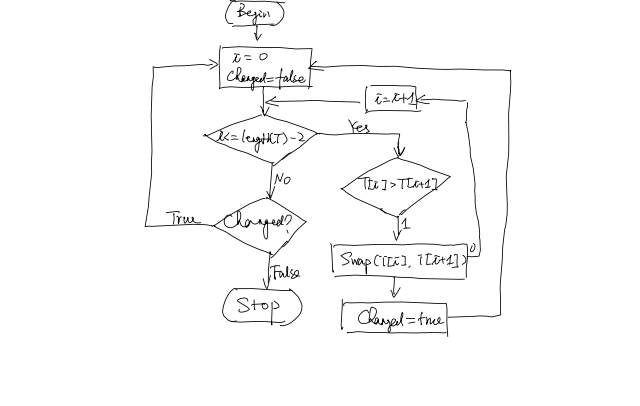 Begin
i = 0
Changed=false
i=i+1
i<=length(T)-2
Yes
T[i]>T[i+1]
No
True
Changed?
1
Swap(T[i], T[i+1])
0
False
Stop
Changed=true